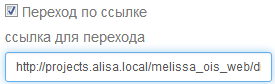 Переход по ссылке
ссылка для перехода
http://projects.alisa.local/melissa_ois_web/d